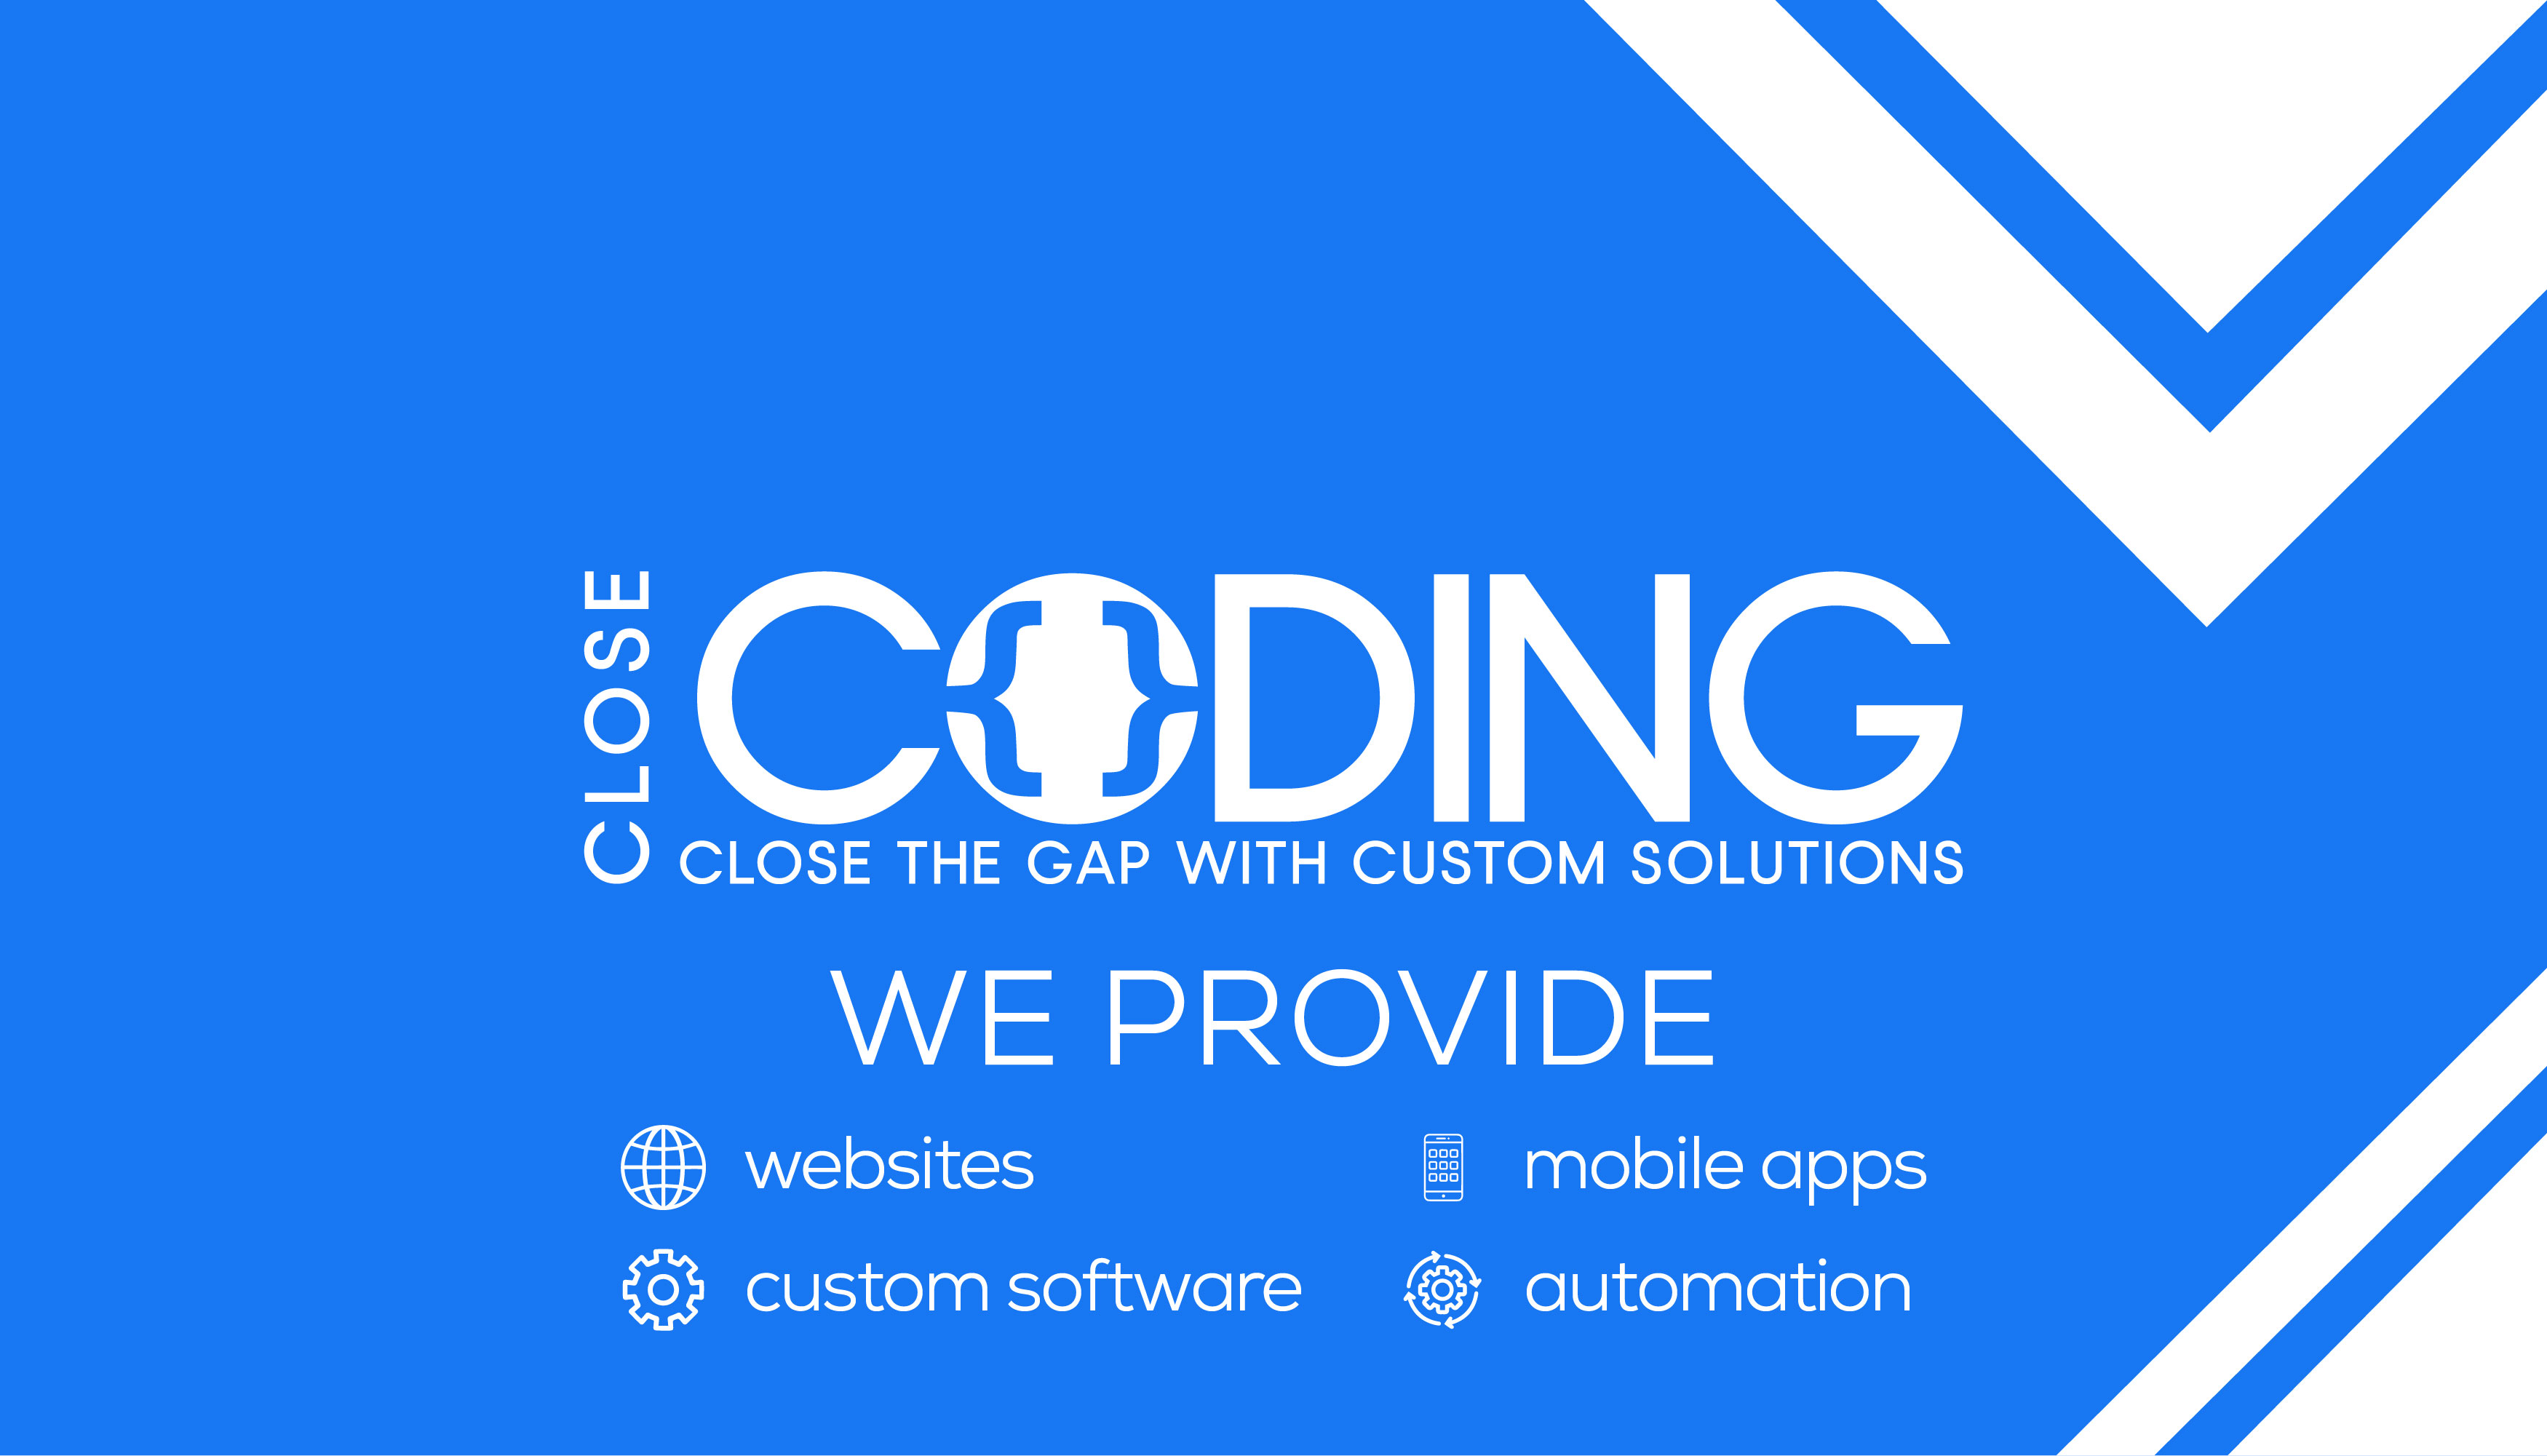 CLOSE
CODING
CLOSE THE GAP WITH CUSTOM SOLUTIONS
WE PROVIDE
websites
mobile apps
custom software
automation